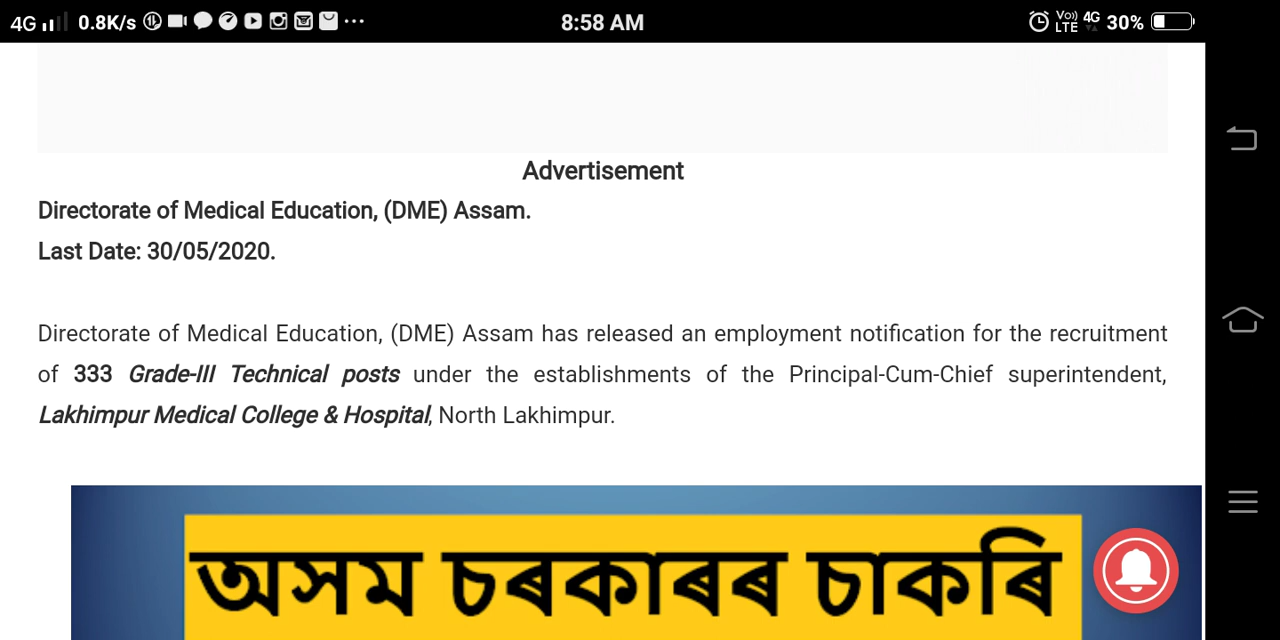 4G 0.8K/s ... 8:58 AM Vo)) LTE 4G 30%
Advertisement
Directorate of Medical Education, (DME) Assam.
Last Date: 30/05/2020.
Directorate of Medical Education, (DME) Assam has released an employment notification for the recruitment
of 333 Grade-III Technical posts under the establishments of the Principal-Cum-Chief superintendent,
Lakhimpur Medical College & Hospital, North Lakhimpur.
অসম চৰকাৰৰ চাকৰি